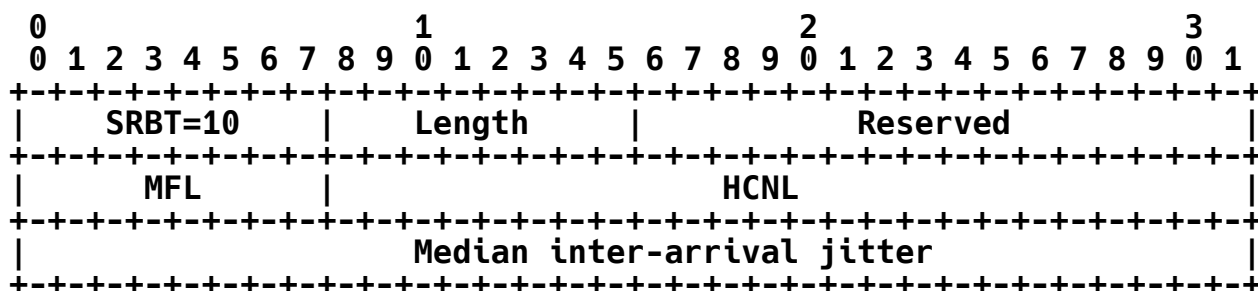 0                   1                   2                   3
0 1 2 3 4 5 6 7 8 9 0 1 2 3 4 5 6 7 8 9 0 1 2 3 4 5 6 7 8 9 0 1
+-+-+-+-+-+-+-+-+-+-+-+-+-+-+-+-+-+-+-+-+-+-+-+-+-+-+-+-+-+-+-+-+
|    SRBT=10    |    Length     |           Reserved            |
+-+-+-+-+-+-+-+-+-+-+-+-+-+-+-+-+-+-+-+-+-+-+-+-+-+-+-+-+-+-+-+-+
|      MFL      |                    HCNL                       |
+-+-+-+-+-+-+-+-+-+-+-+-+-+-+-+-+-+-+-+-+-+-+-+-+-+-+-+-+-+-+-+-+
|                    Median inter-arrival jitter                |
+-+-+-+-+-+-+-+-+-+-+-+-+-+-+-+-+-+-+-+-+-+-+-+-+-+-+-+-+-+-+-+-+